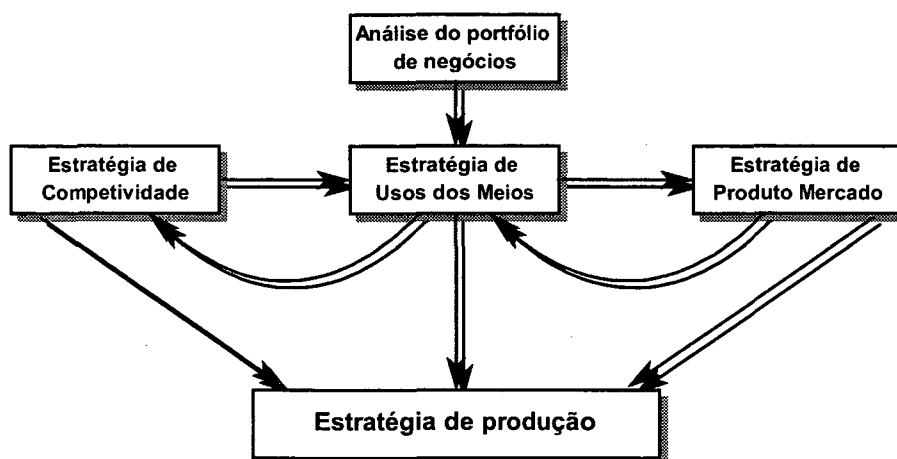 Análise do portfólio
de negócios
Estratégia de
Competividade
Estratégia de
Usos dos Meios
Estratégia de
Produto Mercado
Estratégia de produção